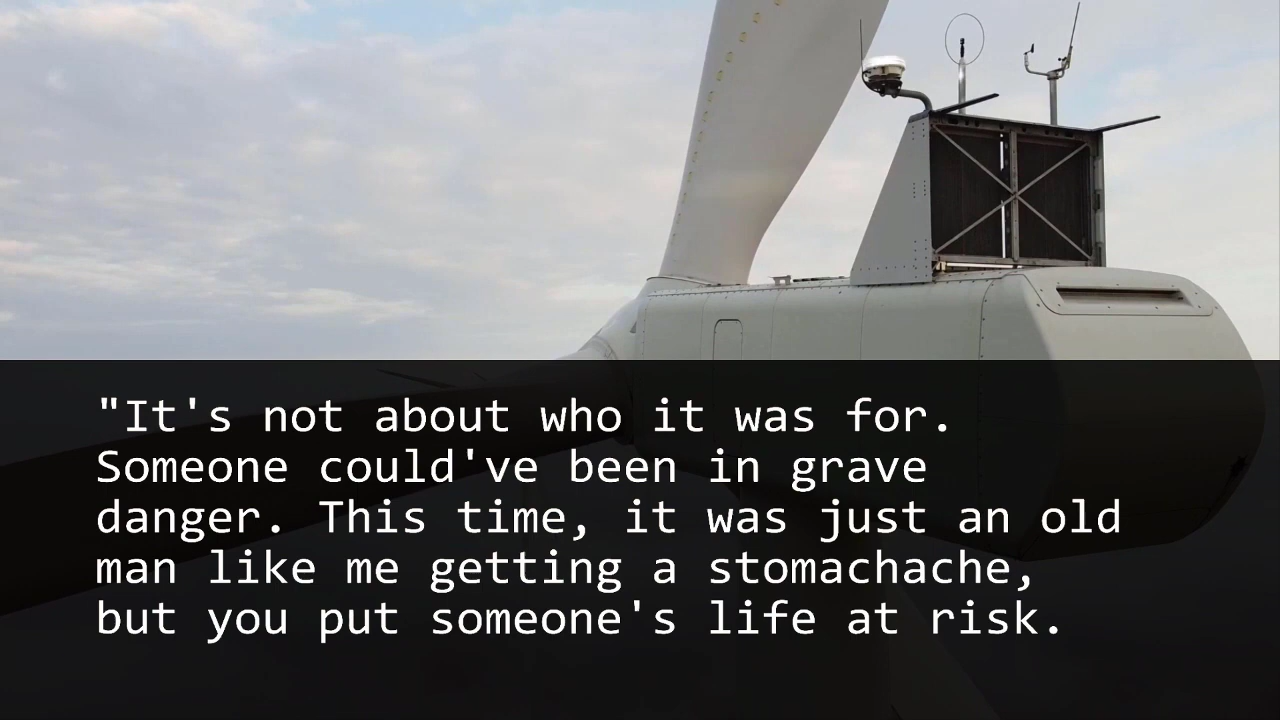 "It's not about who it was for.
Someone could've been in grave
danger. This time, it was just an old
man like me getting a stomachache,
but you put someone's life at risk.